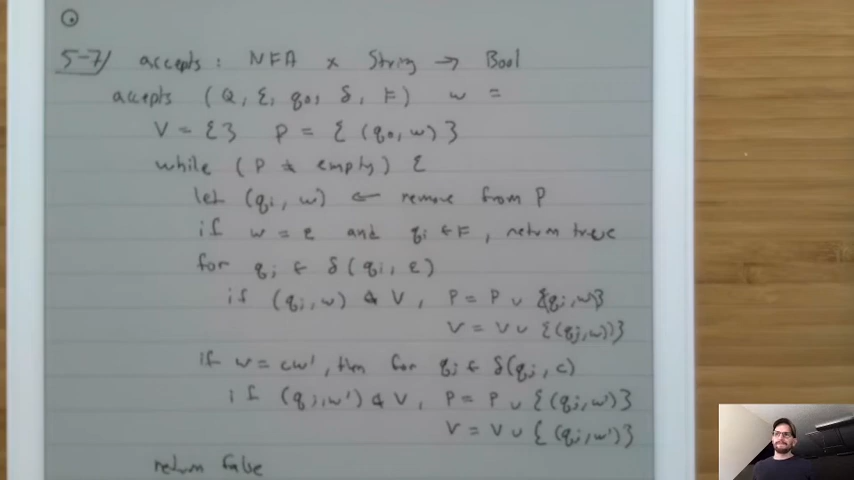 5-7/ accepts : NFA × String → Bool
accepts (Q, Σ, q₀, δ, F) w =
V = {} P = { (q₀, w) }
while (P ≠ empty) {
let (qi, w) ← remove from P
if w = ε and qi ∈ F, return true
for qj ∈ δ(qi, ε)
if (qj, w) ∉ V, P = P ∪ {(qj, w)}
V = V ∪ {(qj, w)}
if w = cw', then for qj ∈ δ(qi, c)
if (qj, w') ∉ V, P = P ∪ {(qj, w')}
V = V ∪ {(qj, w')}
return false